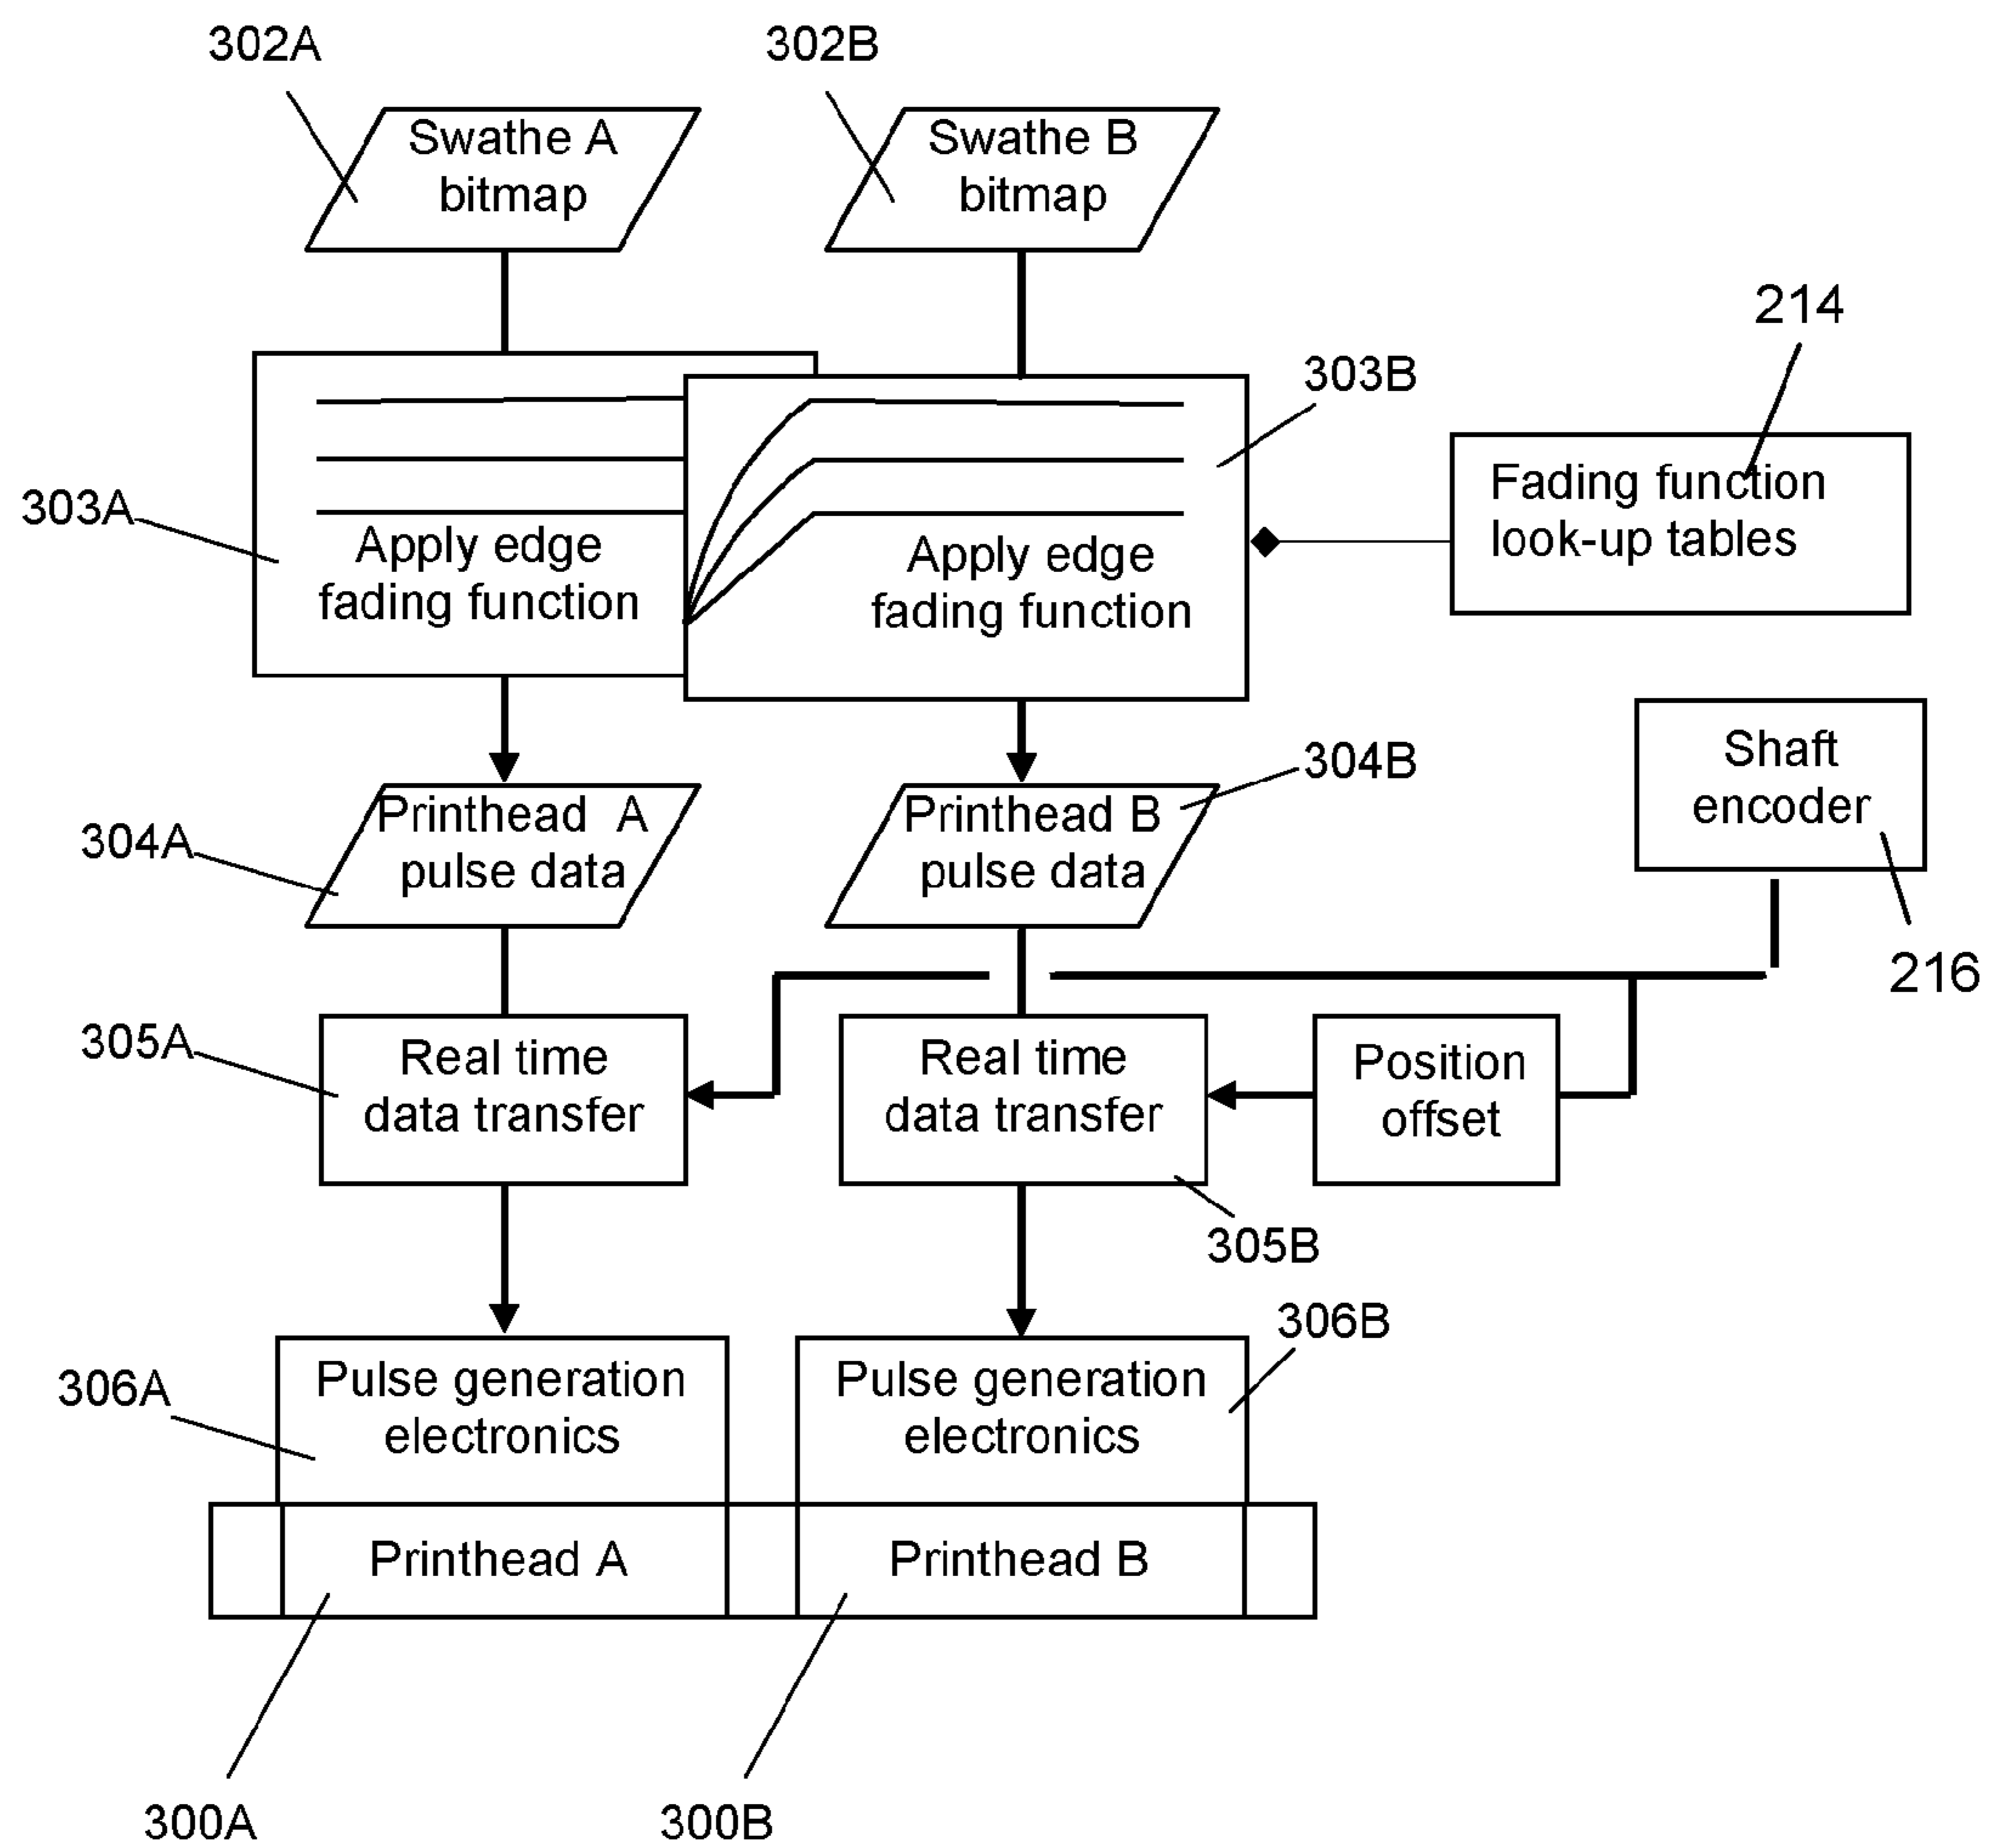 302A
302B
Swathe A
bitmap
Swathe B
bitmap
214
303B
303A
Apply edge
fading function
Apply edge
fading function
Fading function
look-up tables
Shaft
encoder
304B
304A
Printhead A
pulse data
Printhead B
pulse data
216
305A
Real time
data transfer
Real time
data transfer
Position
offset
305B
306B
306A
Pulse generation
electronics
Pulse generation
electronics
Printhead A
Printhead B
300A
300B